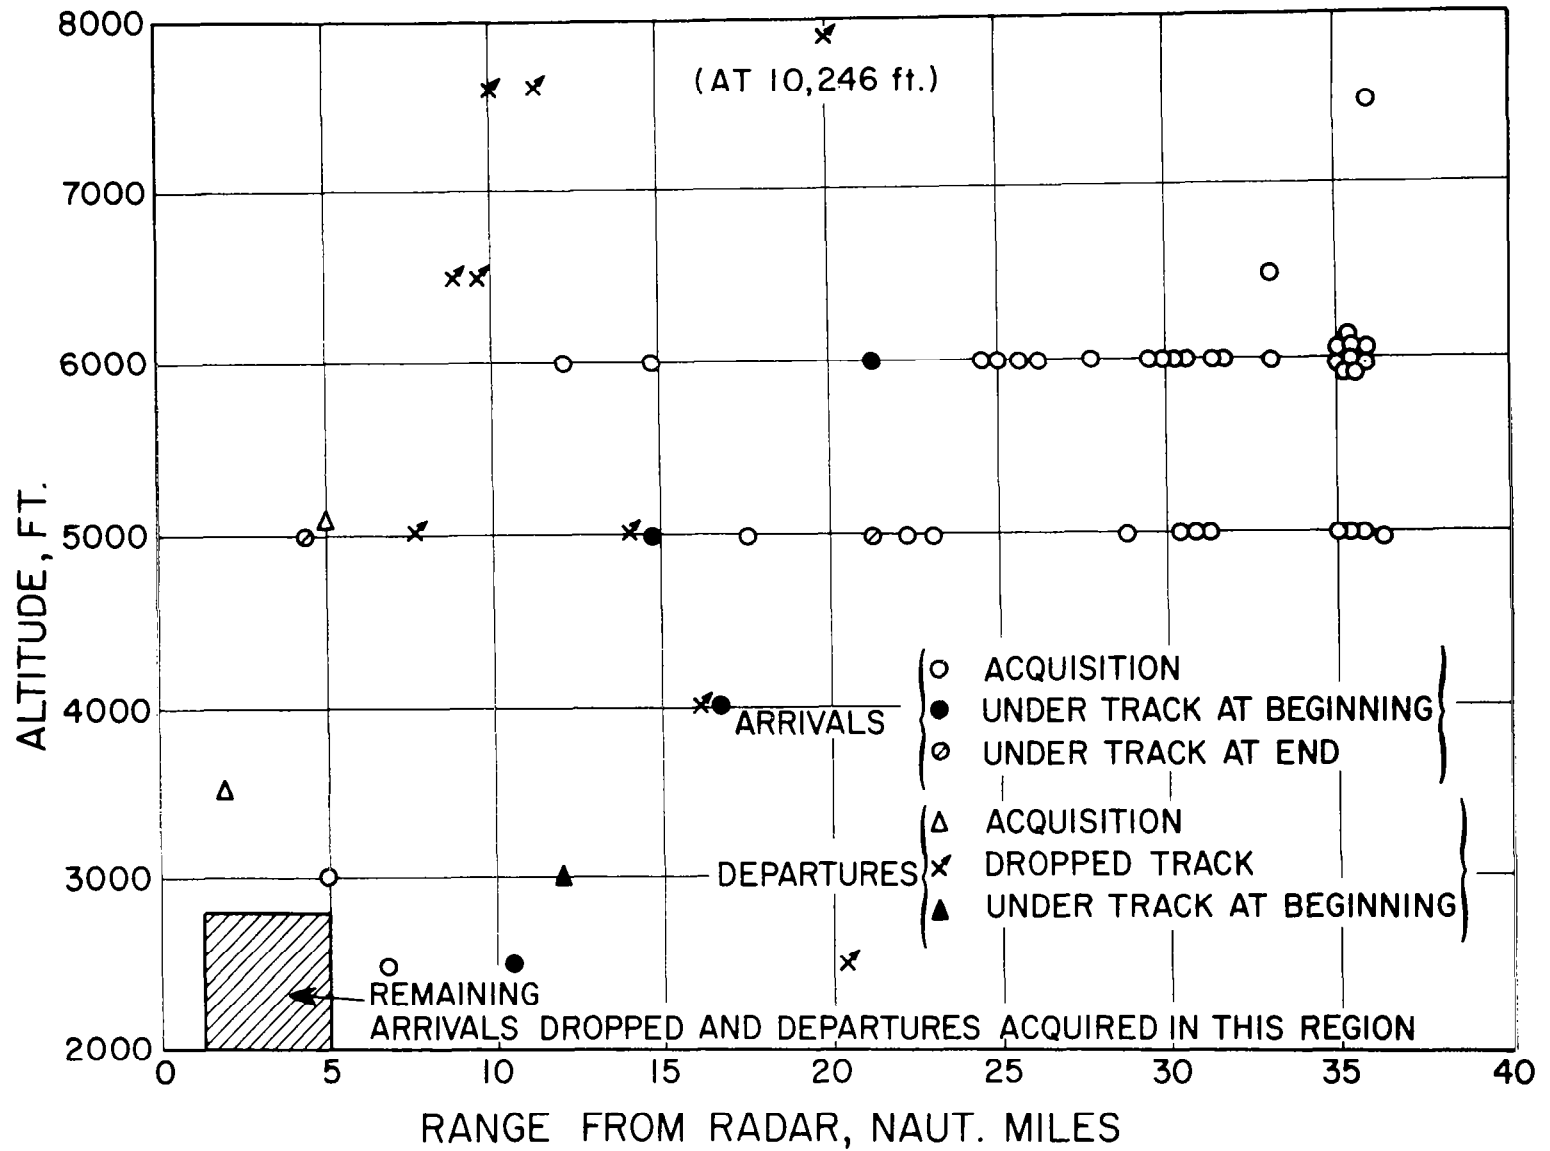 8000
(AT 10,246 ft.)
7000
6000
5000
ALTITUDE, FT.
4000
ARRIVALS
ACQUISITION
UNDER TRACK AT BEGINNING
UNDER TRACK AT END
3000
DEPARTURES
ACQUISITION
DROPPED TRACK
UNDER TRACK AT BEGINNING
REMAINING
ARRIVALS DROPPED AND DEPARTURES ACQUIRED IN THIS REGION
2000
0 5 10 15 20 25 30 35 40
RANGE FROM RADAR, NAUT. MILES